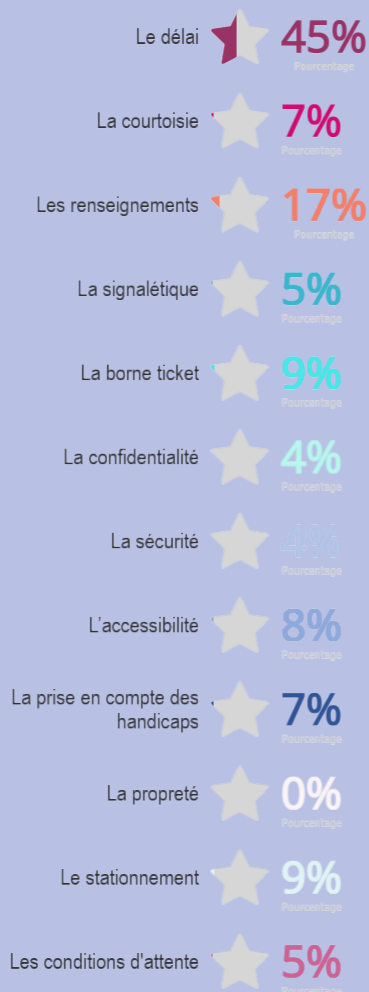 Le délai
45%
Pourcentage
La courtoisie
7%
Pourcentage
Les renseignements
17%
Pourcentage
La signalétique
5%
Pourcentage
La borne ticket
9%
Pourcentage
La confidentialité
4%
Pourcentage
La sécurité
4%
Pourcentage
L’accessibilité
8%
Pourcentage
La prise en compte des
handicaps
7%
Pourcentage
La propreté
0%
Pourcentage
Le stationnement
9%
Pourcentage
Les conditions d'attente
5%
Pourcentage